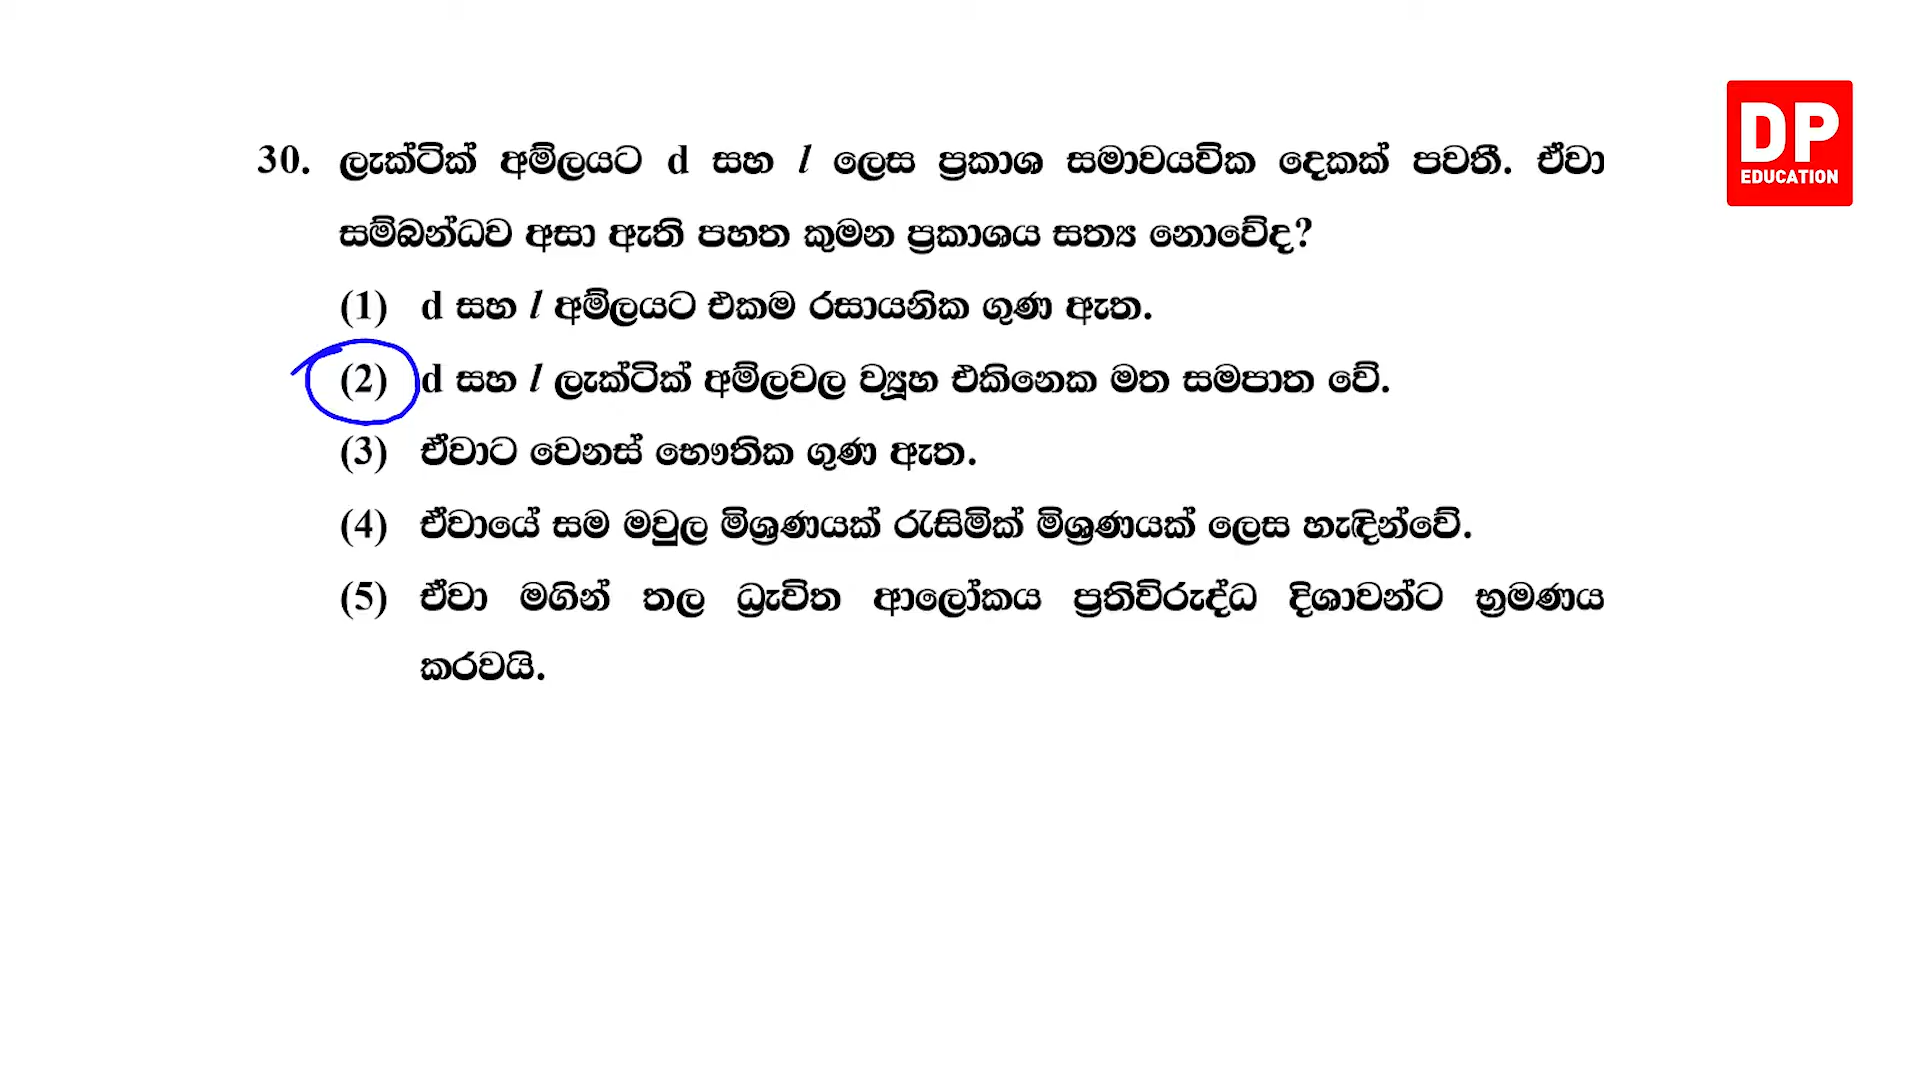 DP
EDUCATION
30. ලැක්ටික් අම්ලයට d සහ l ලෙස ප්‍රකාශ සමාවයවික දෙකක් පවතී. ඒවා
සම්බන්ධව අසා ඇති පහත කුමන ප්‍රකාශය සත්‍ය නොවේද?
(1) d සහ l අම්ලයට එකම රසායනික ගුණ ඇත.
(2) d සහ l ලැක්ටික් අම්ලවල ව්‍යූහ එකිනෙක මත සමපාත වේ.
(3) ඒවාට වෙනස් භෞතික ගුණ ඇත.
(4) ඒවායේ සම මවුල මිශ්‍රණයක් රැසිමික් මිශ්‍රණයක් ලෙස හැඳින්වේ.
(5) ඒවා මගින් තල ධ්‍රැවිත ආලෝකය ප්‍රතිවිරුද්ධ දිශාවන්ට භ්‍රමණය
කරවයි.